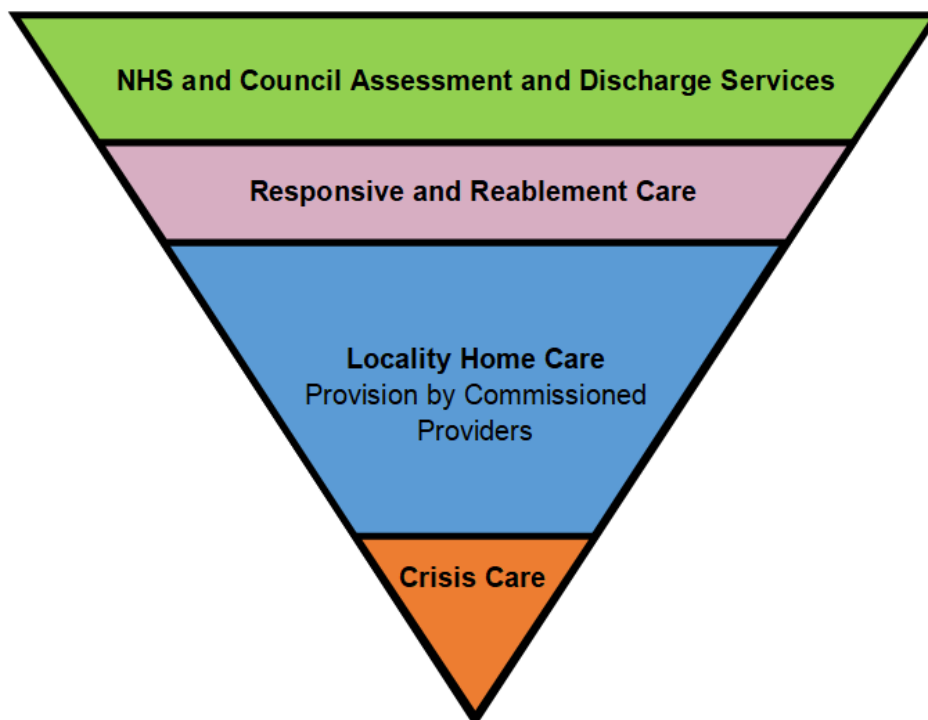 NHS and Council Assessment and Discharge Services
Responsive and Reablement Care
Locality Home Care
Provision by Commissioned
Providers
Crisis Care